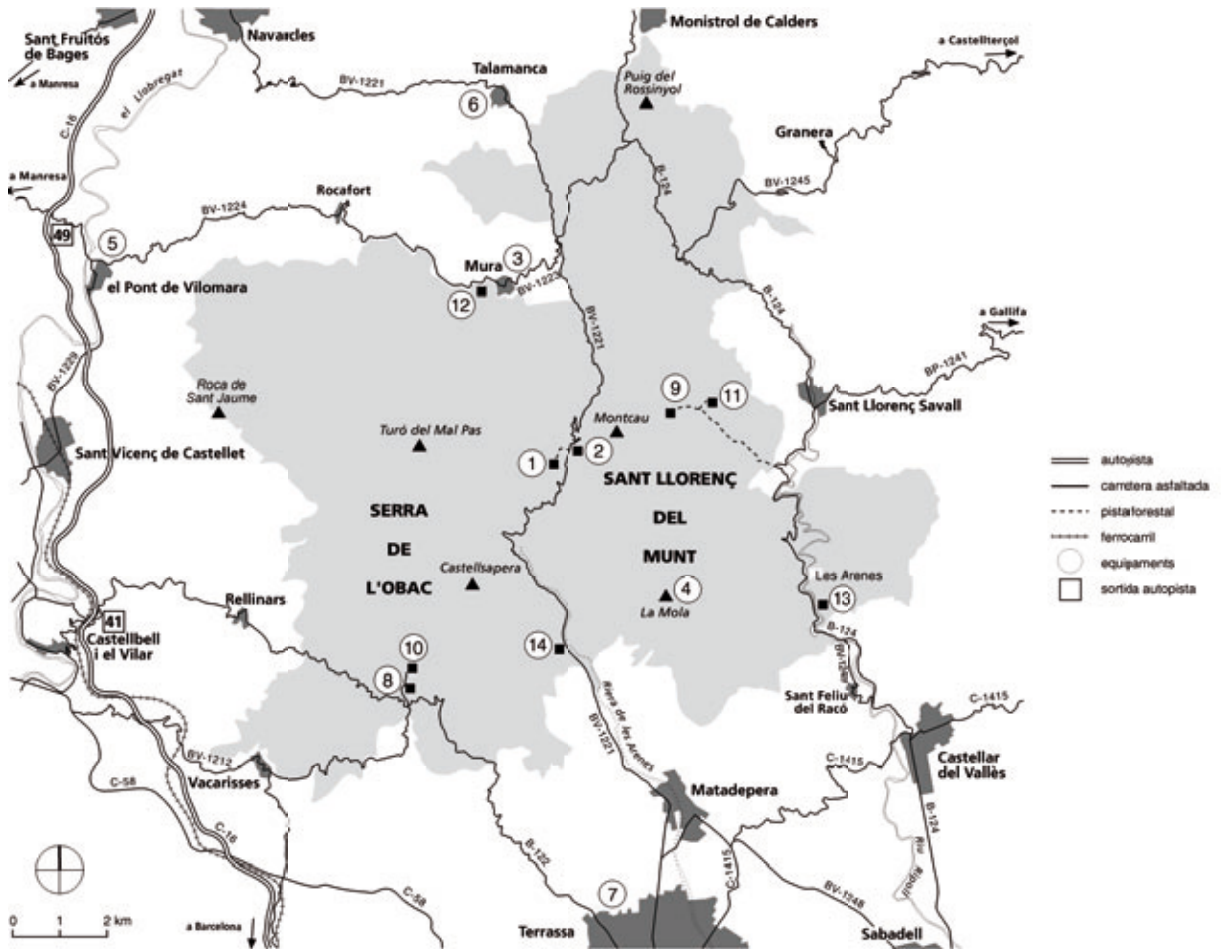 Sant Fruitós
de Bages
a Manresa
Navarcles
el Llobregat
C-16
BV-1221
Talamanca
6
Monistrol de Calders
Puig del
Rossinyol
a Castellterçol
Granera
B-124
BV-1245
a Manresa
49
5
BV-1224
Rocafort
el Pont de Vilomara
Mura
3
12
BV-1223
BV-1221
B-124
a Gallifa
BP-1241
BV-1229
Roca de
Sant Jaume
Turó del Mal Pas
Montcau
9
11
Sant Llorenç Savall
Sant Vicenç de Castellet
1
2
SERRA
DE
L'OBAC
SANT LLORENÇ
DEL
MUNT
Castellsapera
4
La Mola
Les Arenes
13
B-124
Rellinars
41
Castellbell
i el Vilar
10
8
14
Sant Feliu
del Racó
C-1415
Riera de les Arenes
BV-1221
BV-1212
Vacarisses
C-58
C-16
Matadepera
C-1415
Castellar
del Vallès
B-124
Riu Ripoll
B-122
7
C-1415
BV-1248
C-58
Terrassa
Sabadell
a Barcelona
0 1 2 km
autopista
carretera asfaltada
pista forestal
ferrocarril
equipaments
sortida autopista